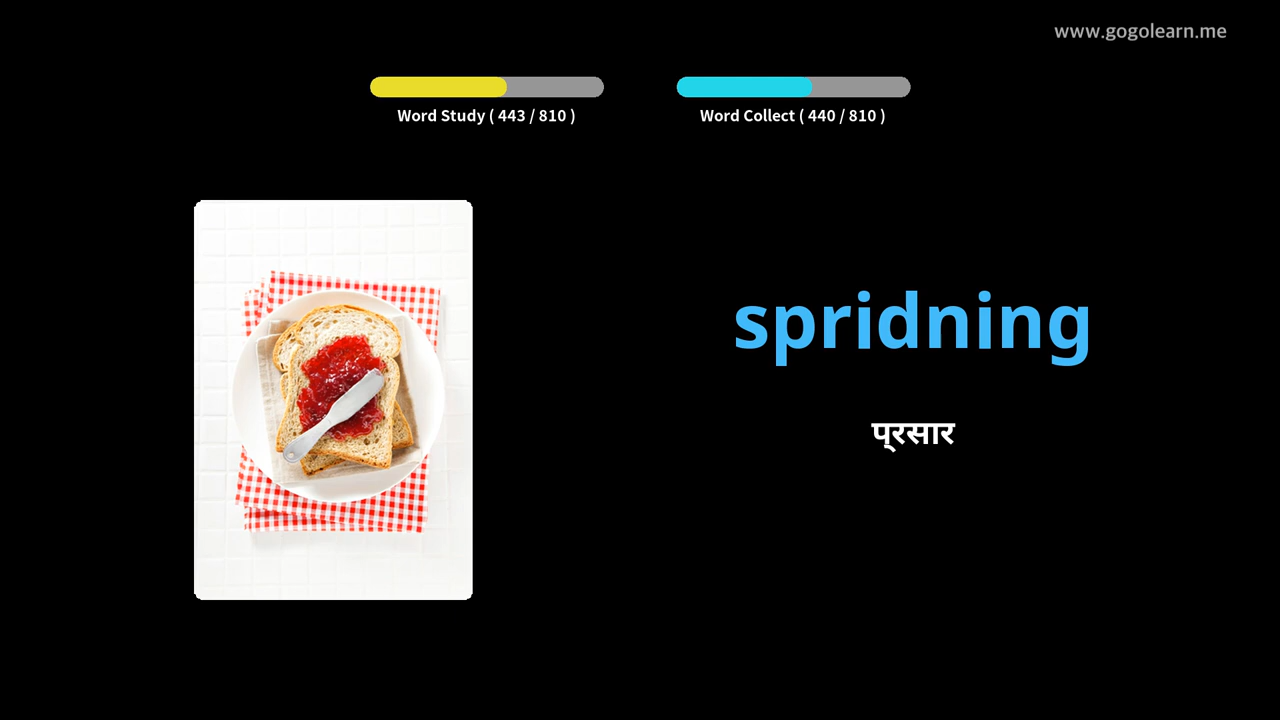 www.gogolearn.me
Word Study ( 443 / 810 )
Word Collect ( 440 / 810 )
spridning
प्रसार